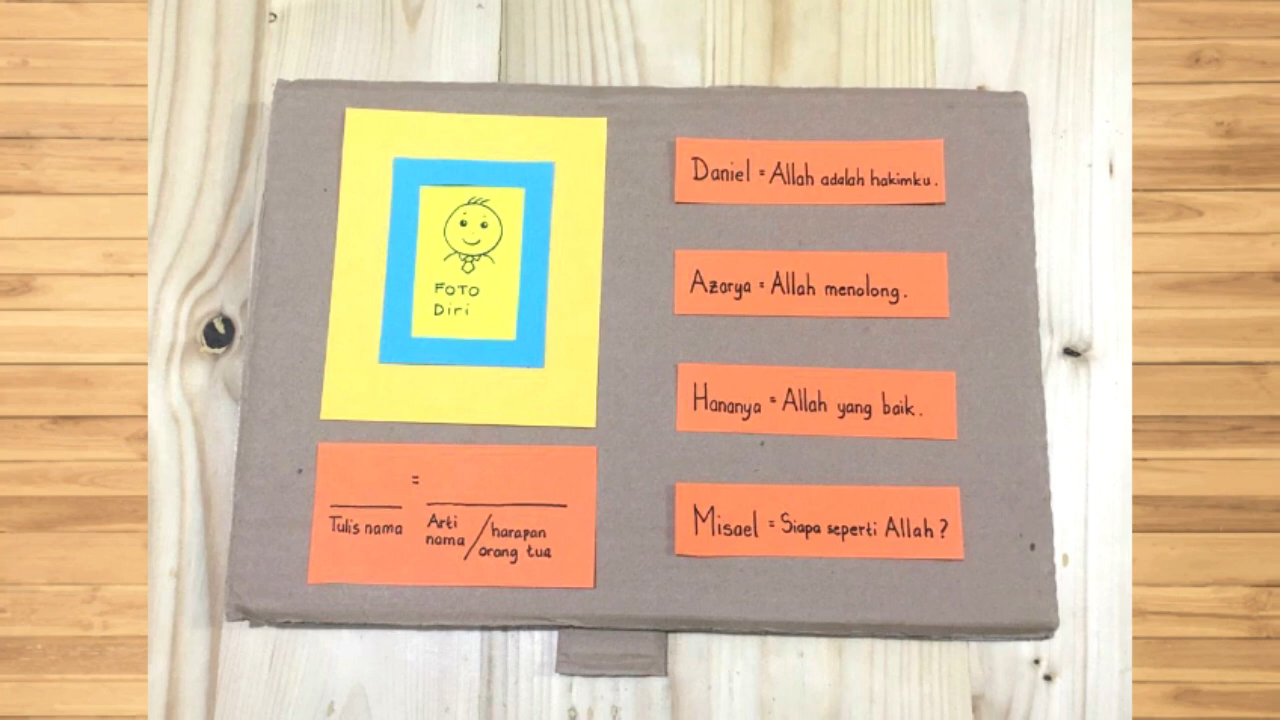 FOTO
Diri
=
Tulis nama
Arti
nama / harapan
orang tua
Daniel = Allah adalah hakimku.
Azarya = Allah menolong.
Hananya = Allah yang baik.
Misael = Siapa seperti Allah?